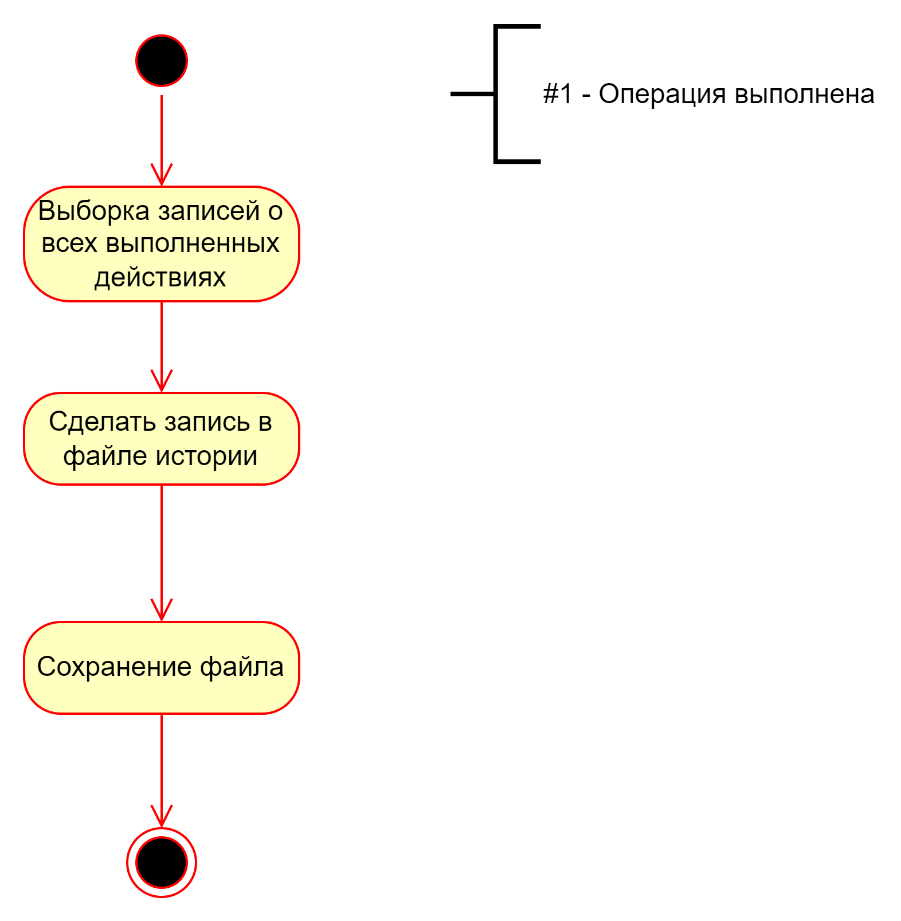 #1 - Операция выполнена
Выборка записей о
всех выполненных
действиях
Сделать запись в
файле истории
Сохранение файла